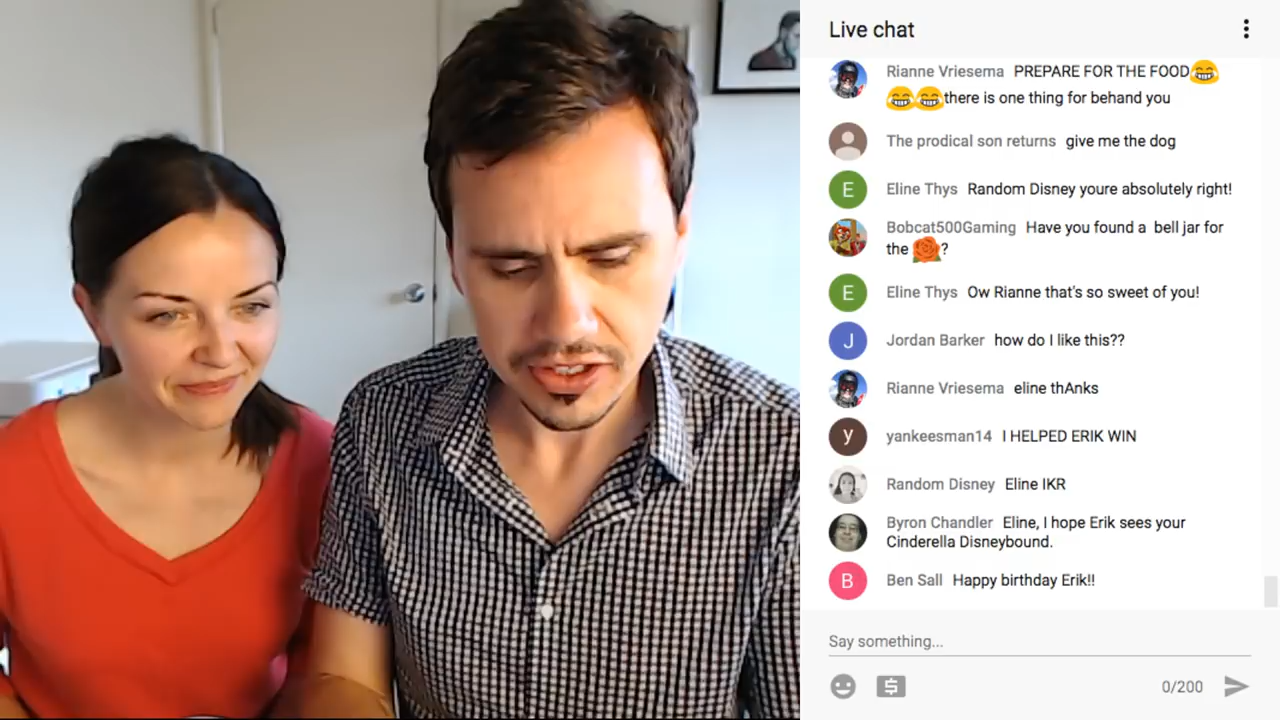 Live chat
Rianne Vriesema PREPARE FOR THE FOOD😂
😂😂there is one thing for behand you
The prodical son returns give me the dog
Eline Thys Random Disney youre absolutely right!
Bobcat500Gaming Have you found a bell jar for
the 🌹?
E
Eline Thys Ow Rianne that's so sweet of you!
E
J Jordan Barker how do I like this??
Rianne Vriesema eline thAnks
y yankeesman14 I HELPED ERIK WIN
Random Disney Eline IKR
Byron Chandler Eline, I hope Erik sees your
Cinderella Disneybound.
B Ben Sall Happy birthday Erik!!
Say something...
$ 0/200